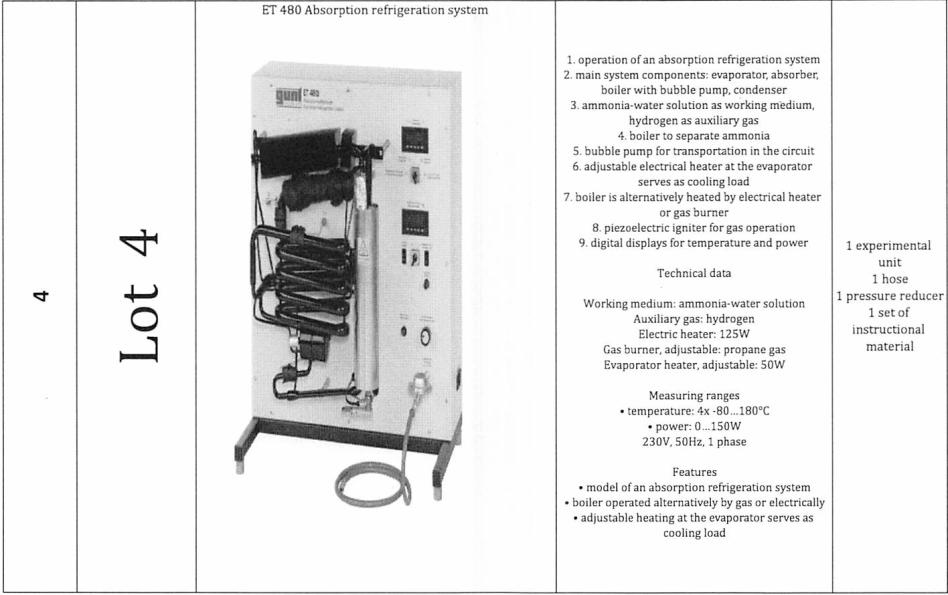 4
Lot 4
ET 480 Absorption refrigeration system
gunt ET 480
1. operation of an absorption refrigeration system
2. main system components: evaporator, absorber,
boiler with bubble pump, condenser
3. ammonia-water solution as working medium,
hydrogen as auxiliary gas
4. boiler to separate ammonia
5. bubble pump for transportation in the circuit
6. adjustable electrical heater at the evaporator
serves as cooling load
7. boiler is alternatively heated by electrical heater
or gas burner
8. piezoelectric igniter for gas operation
9. digital displays for temperature and power
Technical data
Working medium: ammonia-water solution
Auxiliary gas: hydrogen
Electric heater: 125W
Gas burner, adjustable: propane gas
Evaporator heater, adjustable: 50W
Measuring ranges
• temperature: 4x -80...180°C
• power: 0...150W
230V, 50Hz, 1 phase
Features
• model of an absorption refrigeration system
• boiler operated alternatively by gas or electrically
• adjustable heating at the evaporator serves as
cooling load
1 experimental
unit
1 hose
1 pressure reducer
1 set of
instructional
material